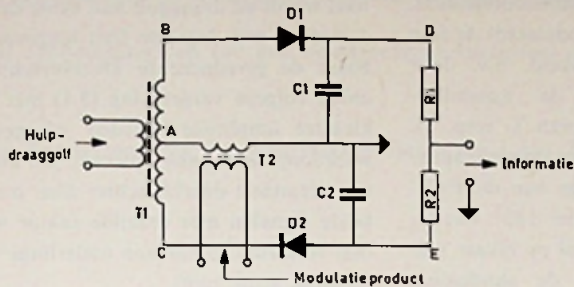 B
D1
D
C1
R1
Hulp-
draaggolf
A
T2
T1
C2
Informatie
R2
C
D2
E
Modulatieproduct